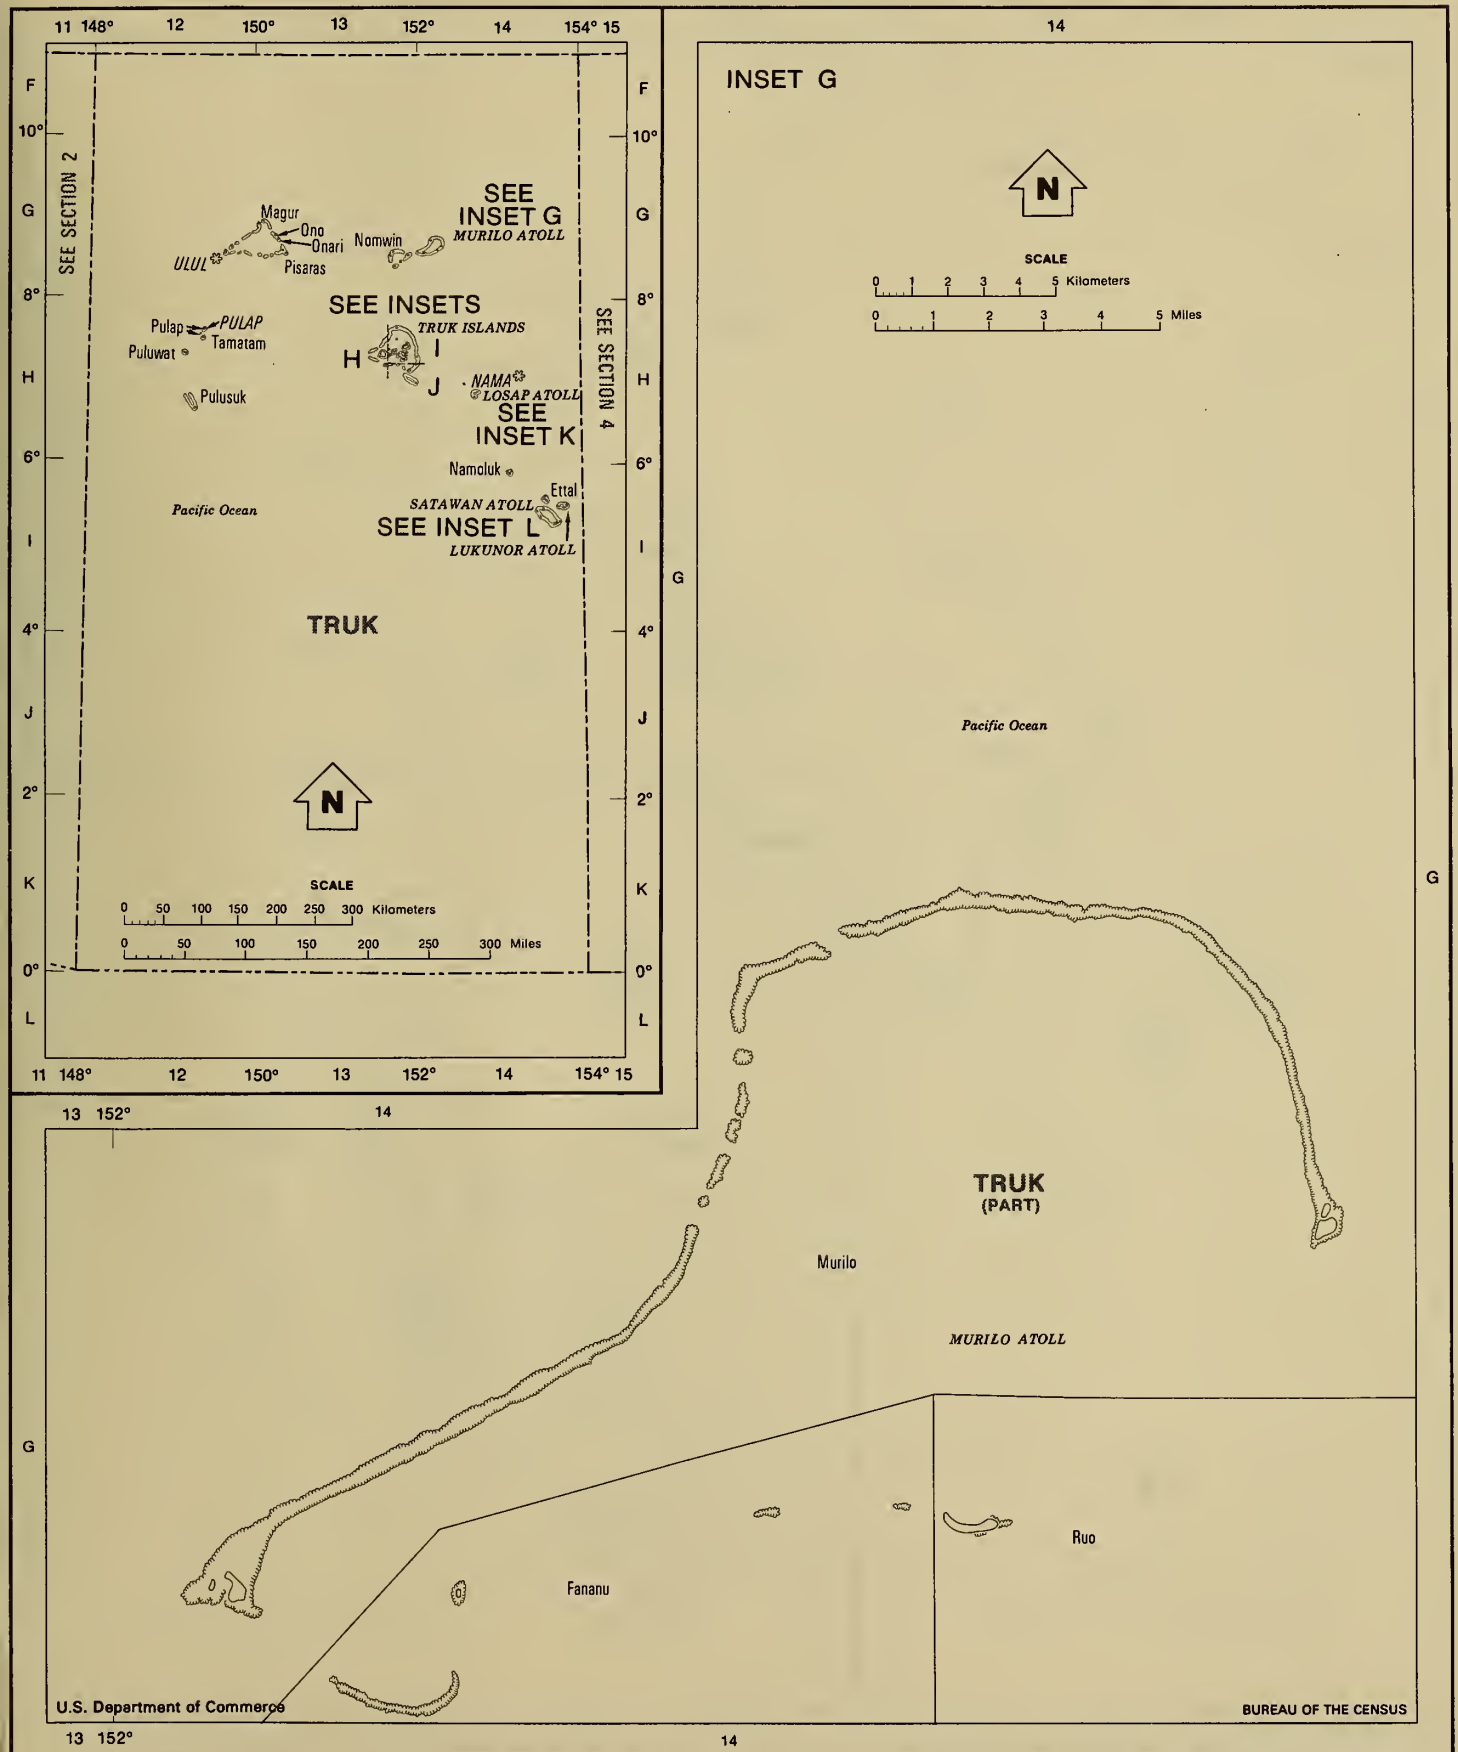 11 148° 12 150° 13 152° 14 154° 15
14
F
F
10°
10°
SEE SECTION 2
G
G
SEE
INSET G
MURILO ATOLL
Magur
Ono
Onari
Nomwin
ULUL
Pisaras
8°
8°
SEE INSETS
TRUK ISLANDS
Pulap
PULAP
Tamatam
Puluwat
H
I
J
SEE SECTION 4
H
H
NAMA
LOSAP ATOLL
Pulusuk
SEE
INSET K
6°
6°
Namoluk
Ettal
SATAWAN ATOLL
Pacific Ocean
SEE INSET L
LUKUNOR ATOLL
I
I
4°
4°
TRUK
J
J
2°
2°
N
K
K
SCALE
0 50 100 150 200 250 300 Kilometers
0 50 100 150 200 250 300 Miles
0°
0°
L
L
11 148° 12 150° 13 152° 14 154° 15
INSET G
N
SCALE
0 1 2 3 4 5 Kilometers
0 1 2 3 4 5 Miles
G
Pacific Ocean
G
13 152° 14
TRUK
(PART)
Murilo
MURILO ATOLL
G
Ruo
Fananu
U.S. Department of Commerce
BUREAU OF THE CENSUS
13 152° 14